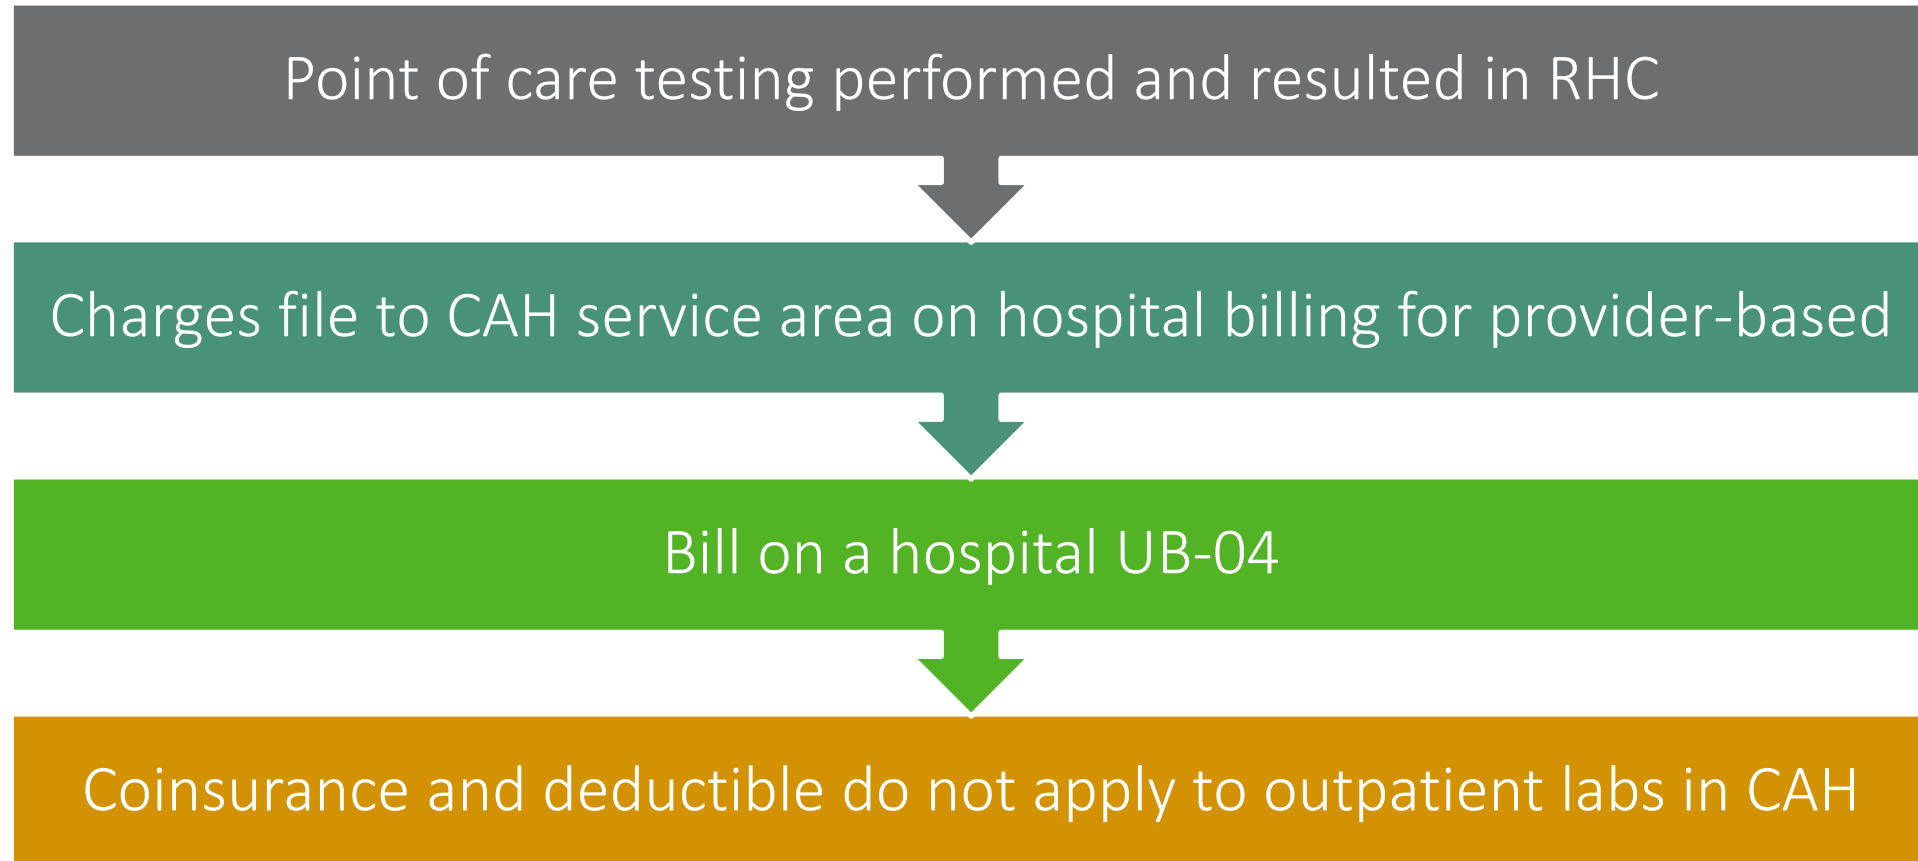 Point of care testing performed and resulted in RHC
Charges file to CAH service area on hospital billing for provider-based
Bill on a hospital UB-04
Coinsurance and deductible do not apply to outpatient labs in CAH